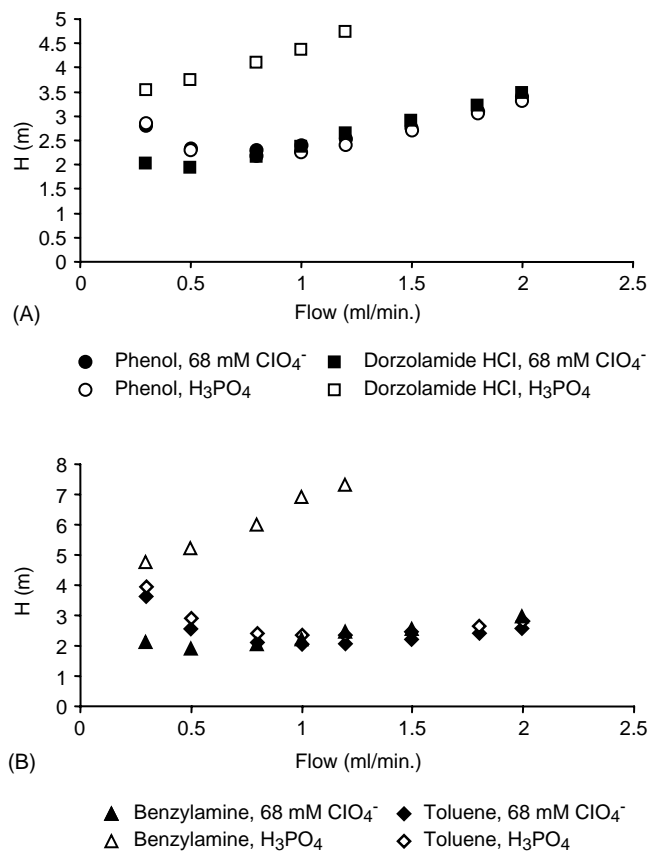 5
4.5
4
3.5
3
2.5
2
1.5
1
0.5
0
H (m)
0 0.5 1 1.5 2 2.5
Flow (ml/min.)
(A)
Phenol, 68 mM ClO₄⁻ Dorzolamide HCl, 68 mM ClO₄⁻
Phenol, H₃PO₄ Dorzolamide HCl, H₃PO₄
8
7
6
5
4
3
2
1
0
H (m)
0 0.5 1 1.5 2 2.5
Flow (ml/min.)
(B)
Benzylamine, 68 mM ClO₄⁻ Toluene, 68 mM ClO₄⁻
Benzylamine, H₃PO₄ Toluene, H₃PO₄